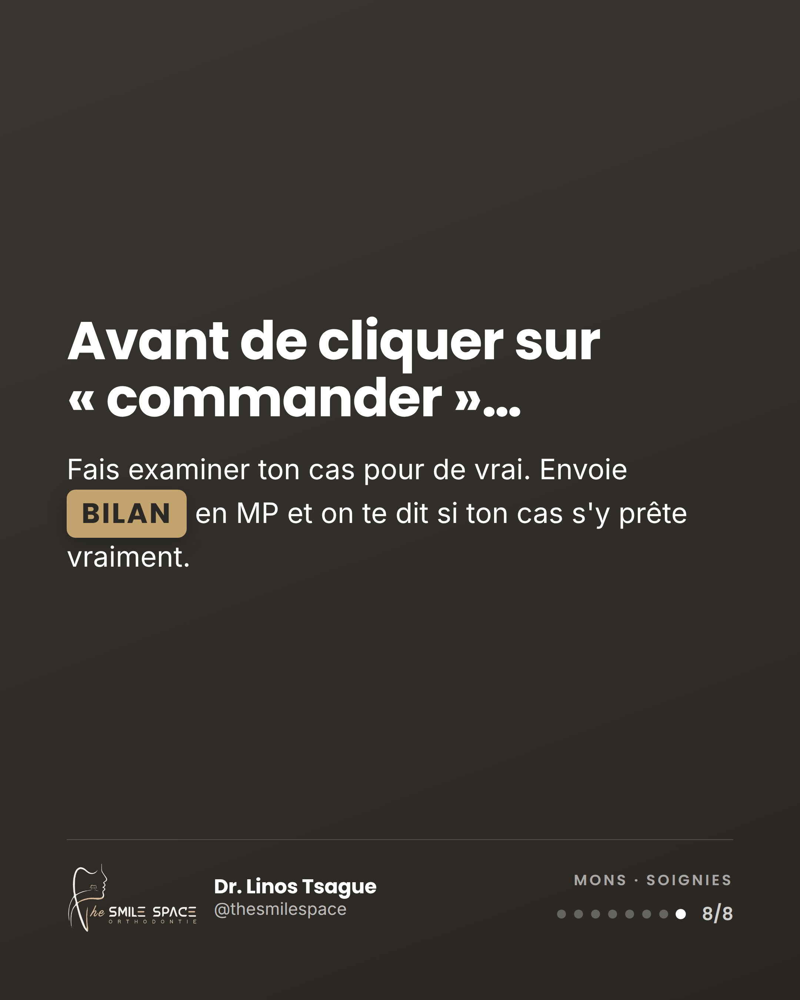 Avant de cliquer sur
« commander »...
Fais examiner ton cas pour de vrai. Envoie
BILAN en MP et on te dit si ton cas s'y prête
vraiment.
The SMILE SPACE
ORTHODONTIE
Dr. Linos Tsague
@thesmilespace
MONS · SOIGNIES
8/8